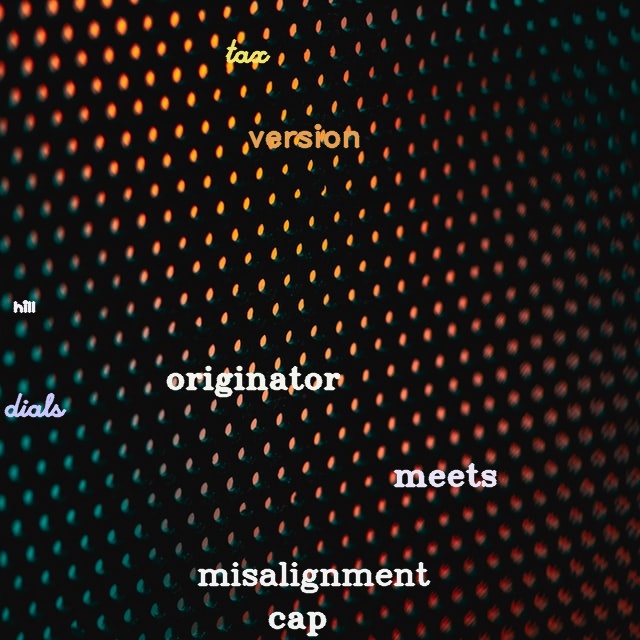 tax
version
hill
originator
dials
meets
misalignment
cap